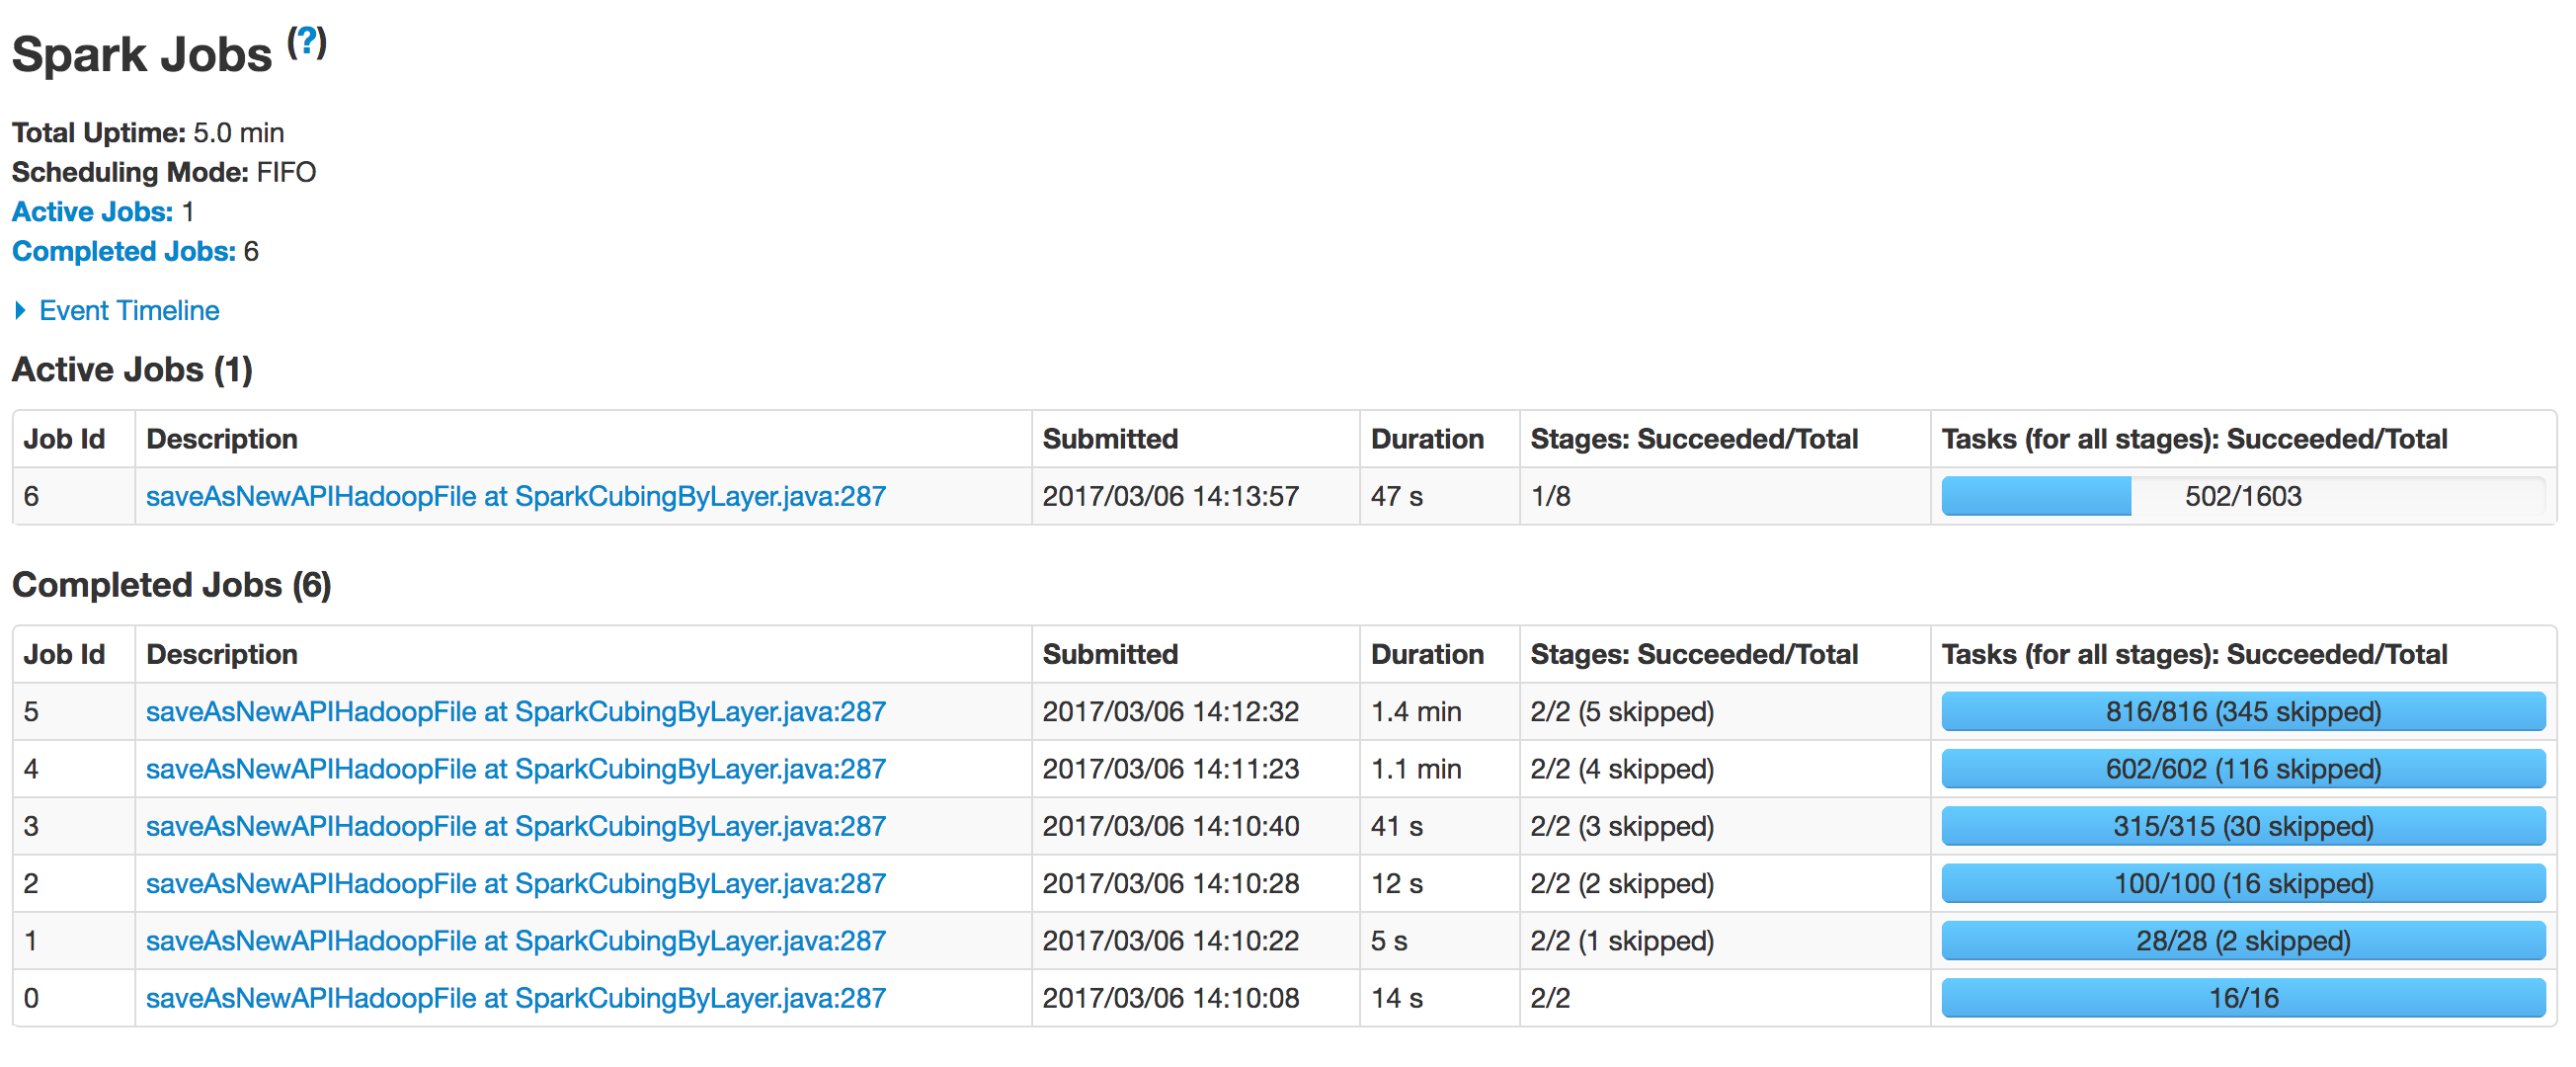 Spark Jobs (?)
Total Uptime: 5.0 min
Scheduling Mode: FIFO
Active Jobs: 1
Completed Jobs: 6
Event Timeline
Active Jobs (1)
Job Id Description Submitted Duration Stages: Succeeded/Total Tasks (for all stages): Succeeded/Total
6 saveAsNewAPIHadoopFile at SparkCubingByLayer.java:287 2017/03/06 14:13:57 47 s 1/8 502/1603
Completed Jobs (6)
Job Id Description Submitted Duration Stages: Succeeded/Total Tasks (for all stages): Succeeded/Total
5 saveAsNewAPIHadoopFile at SparkCubingByLayer.java:287 2017/03/06 14:12:32 1.4 min 2/2 (5 skipped) 816/816 (345 skipped)
4 saveAsNewAPIHadoopFile at SparkCubingByLayer.java:287 2017/03/06 14:11:23 1.1 min 2/2 (4 skipped) 602/602 (116 skipped)
3 saveAsNewAPIHadoopFile at SparkCubingByLayer.java:287 2017/03/06 14:10:40 41 s 2/2 (3 skipped) 315/315 (30 skipped)
2 saveAsNewAPIHadoopFile at SparkCubingByLayer.java:287 2017/03/06 14:10:28 12 s 2/2 (2 skipped) 100/100 (16 skipped)
1 saveAsNewAPIHadoopFile at SparkCubingByLayer.java:287 2017/03/06 14:10:22 5 s 2/2 (1 skipped) 28/28 (2 skipped)
0 saveAsNewAPIHadoopFile at SparkCubingByLayer.java:287 2017/03/06 14:10:08 14 s 2/2 16/16